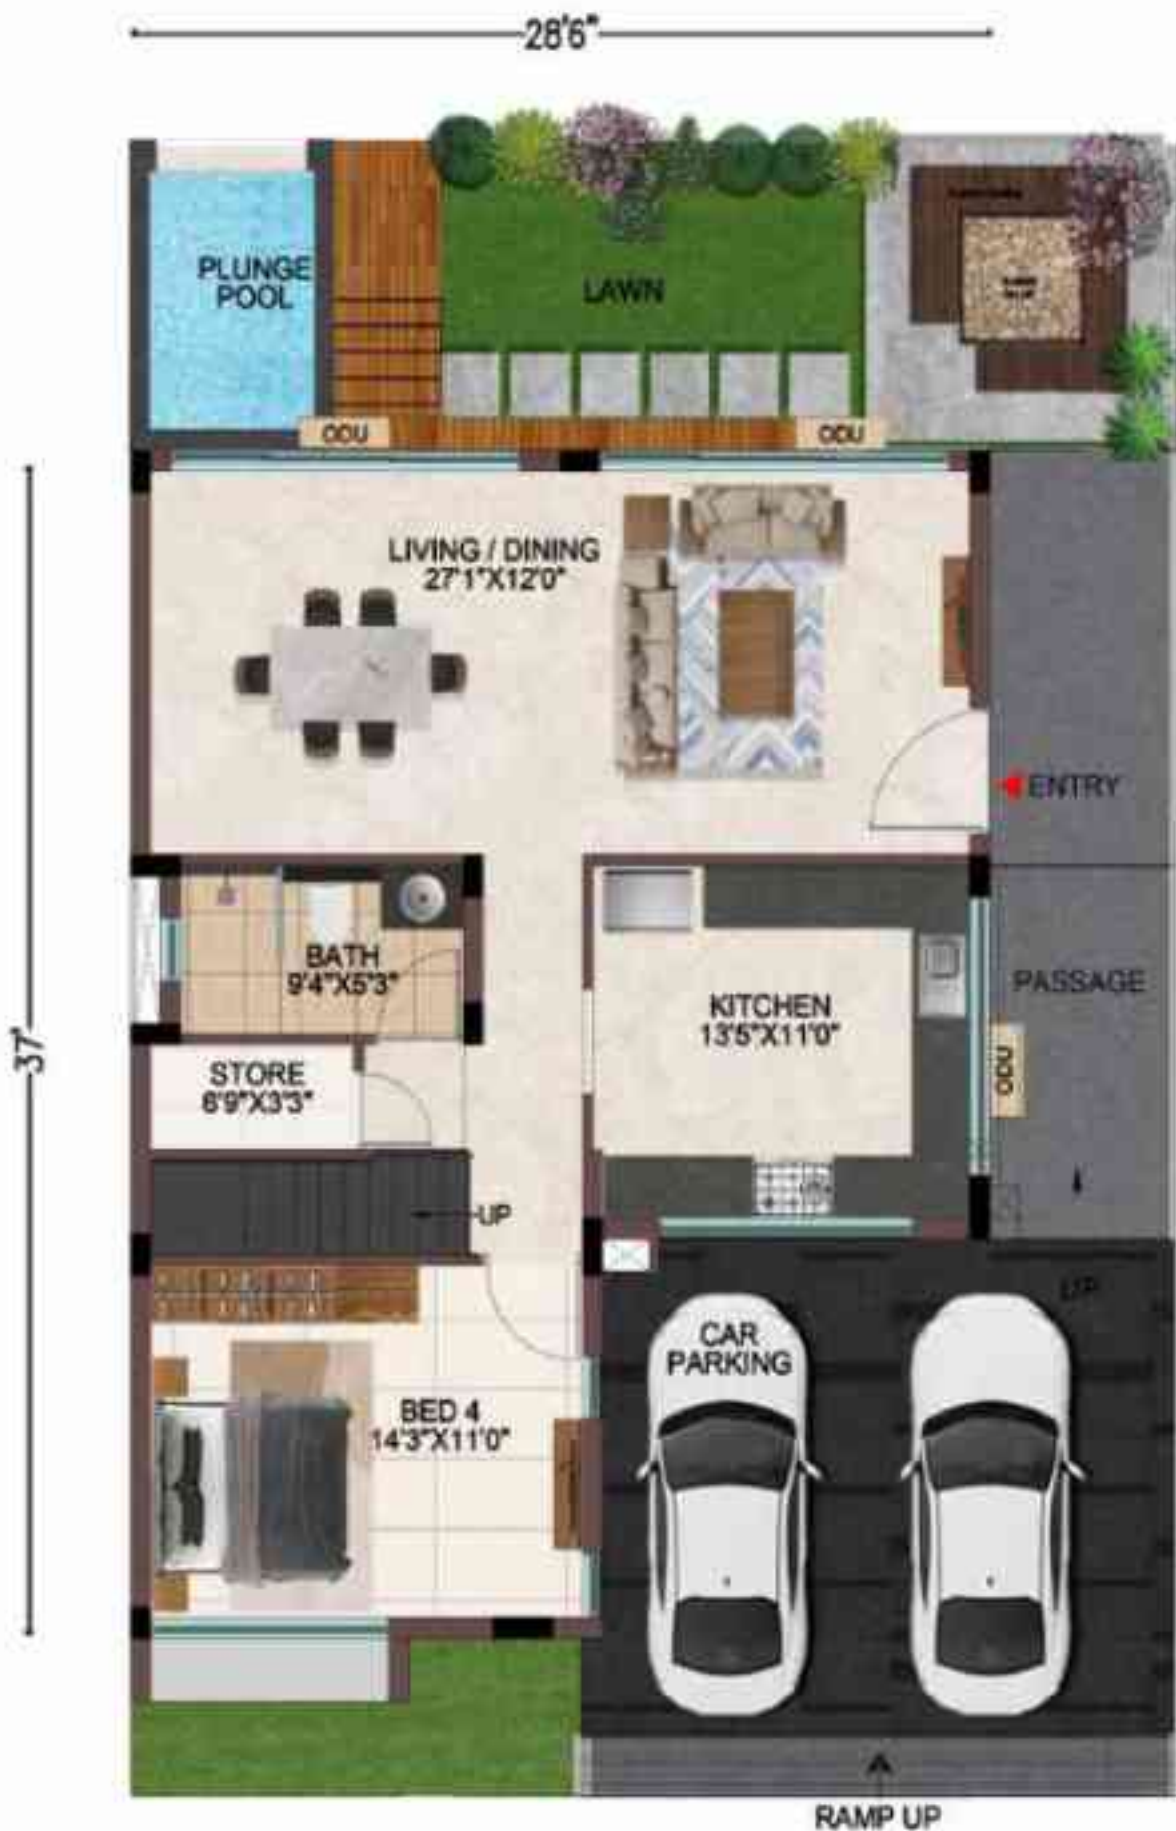 28'6"
PLUNGE
POOL
LAWN
ODU
ODU
LIVING / DINING
27'1"X12'0"
ENTRY
37'
BATH
9'4"X5'3"
KITCHEN
13'5"X11'0"
PASSAGE
ODU
STORE
6'9"X3'3"
UP
UP
CAR
PARKING
BED 4
14'3"X11'0"
RAMP UP